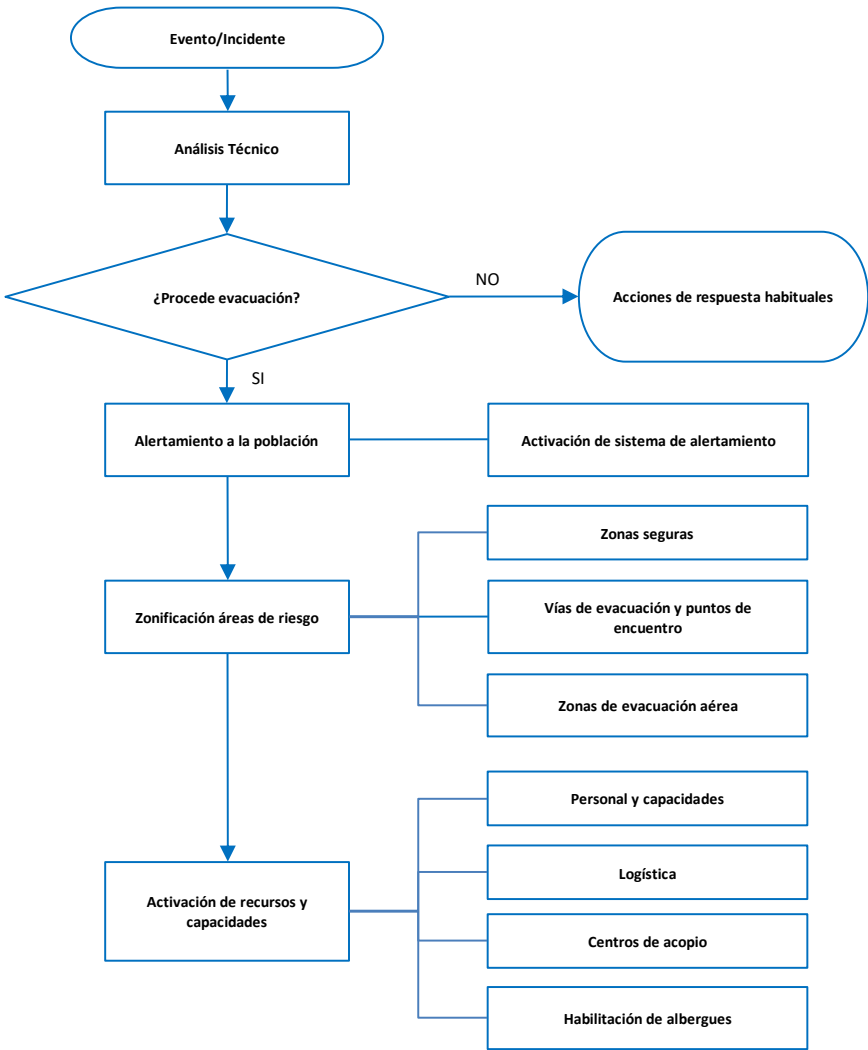 Evento/Incidente
Análisis Técnico
¿Procede evacuación?
NO
Acciones de respuesta habituales
SI
Alertamiento a la población
Activación de sistema de alertamiento
Zonas seguras
Zonificación áreas de riesgo
Vías de evacuación y puntos de
encuentro
Zonas de evacuación aérea
Personal y capacidades
Activación de recursos y
capacidades
Logística
Centros de acopio
Habilitación de albergues